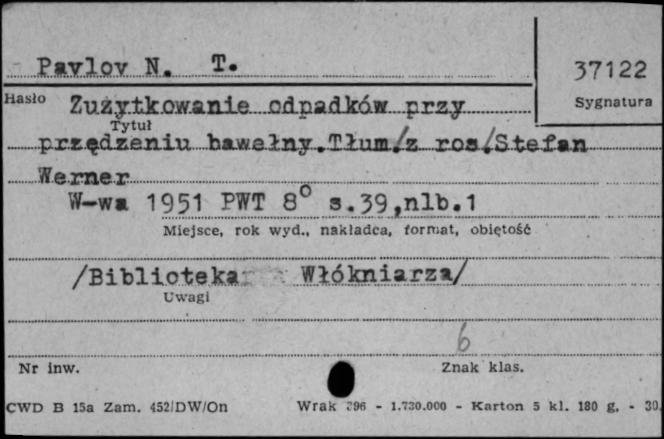 Pavlov N. T.
37122
Sygnatura
Hasło Zużytkowanie odpadków przy
Tytuł
przędzeniu bawełny.Tłum./z ros/Stefan
Werner
W-wa 1951 PWT 8° s.39,nlb.1
Miejsce, rok wyd., nakładca, format, objętość
/Biblioteka Włókniarza/
Uwagi
6
Nr inw. Znak klas.
CWD B 15a Zam. 452/DW/On Wrak 396 - 1.730.000 - Karton 5 kl. 180 g. - 30.